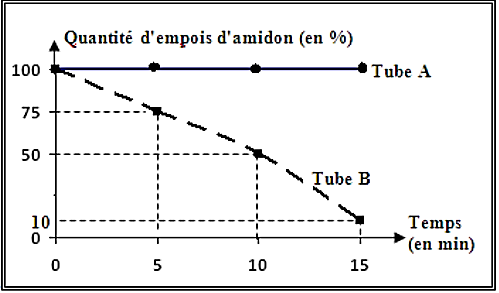 Quantité d'empois d'amidon (en %)
100
Tube A
75
50
Tube B
10
Temps
0
(en min)
0 5 10 15